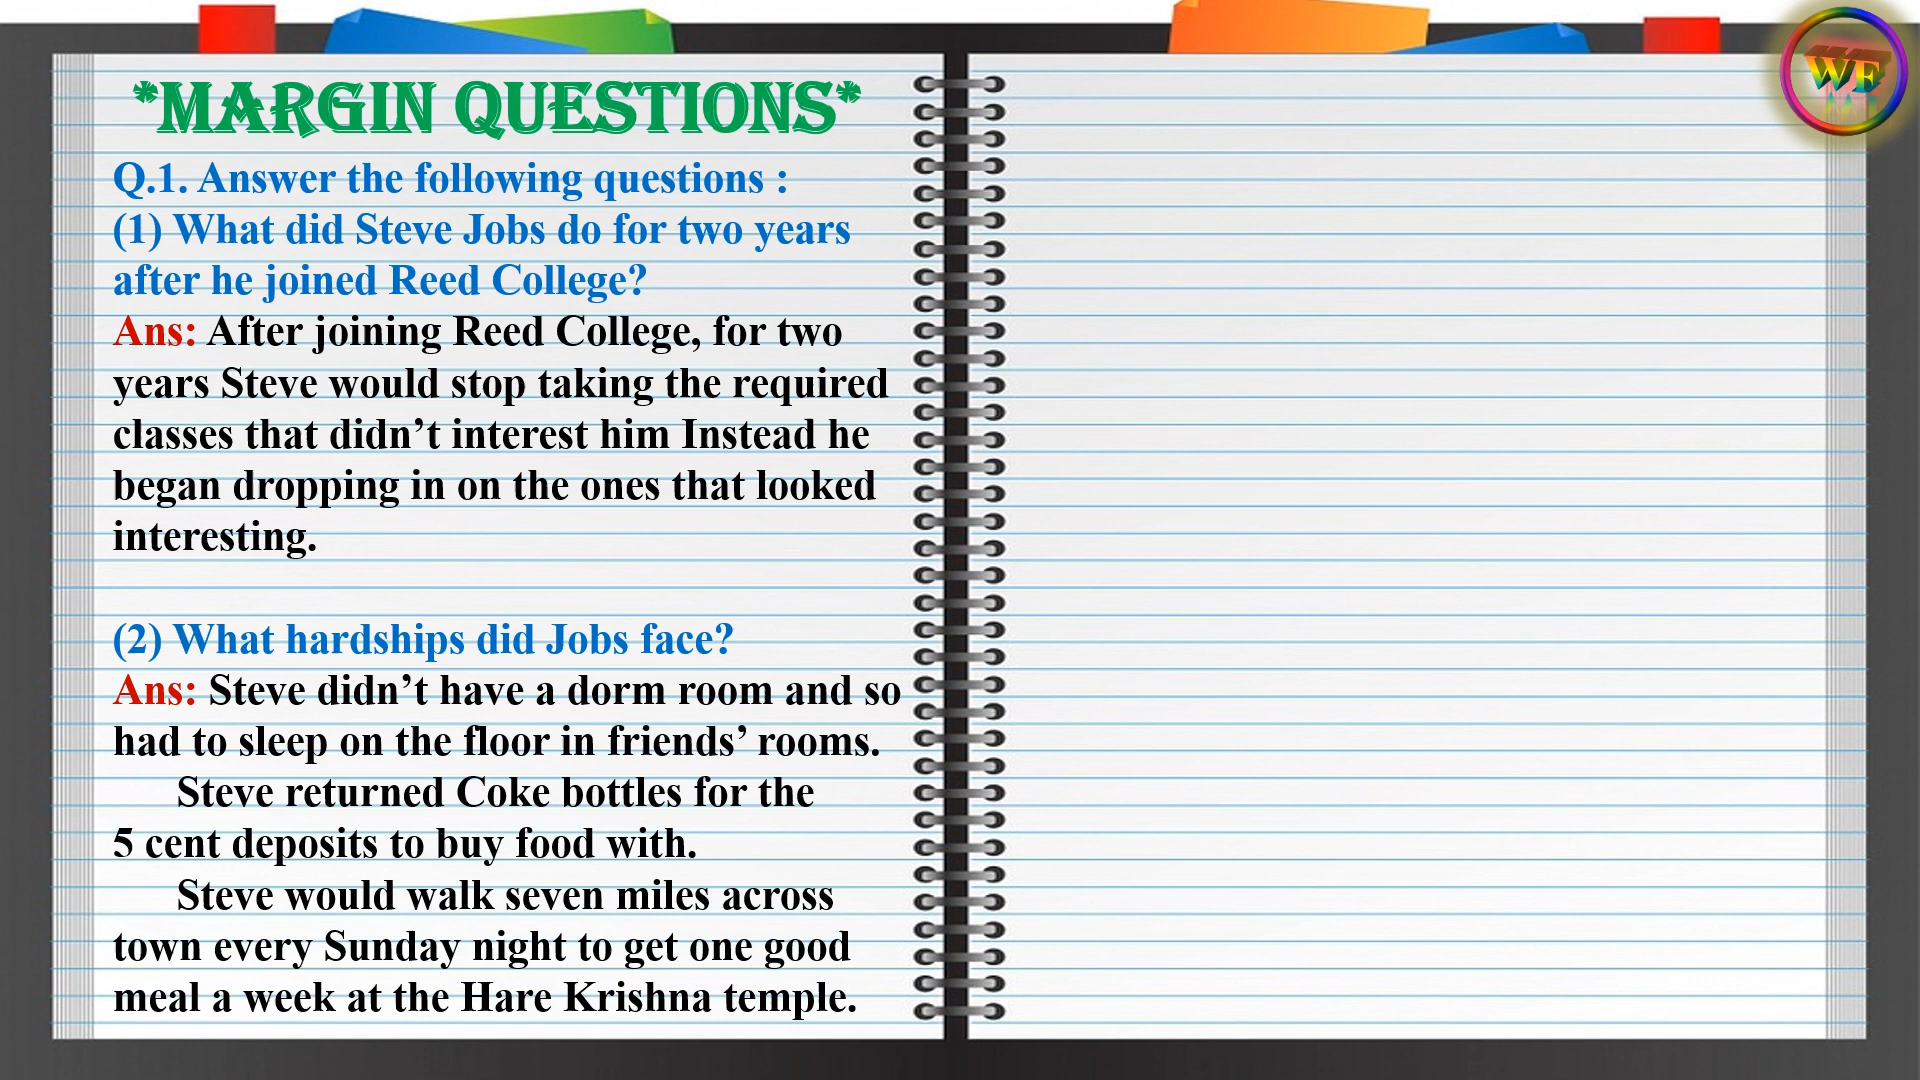 *MARGIN QUESTIONS*
Q.1. Answer the following questions :
(1) What did Steve Jobs do for two years
after he joined Reed College?
Ans: After joining Reed College, for two
years Steve would stop taking the required
classes that didn’t interest him Instead he
began dropping in on the ones that looked
interesting.
(2) What hardships did Jobs face?
Ans: Steve didn’t have a dorm room and so
had to sleep on the floor in friends’ rooms.
Steve returned Coke bottles for the
5 cent deposits to buy food with.
Steve would walk seven miles across
town every Sunday night to get one good
meal a week at the Hare Krishna temple.
WE